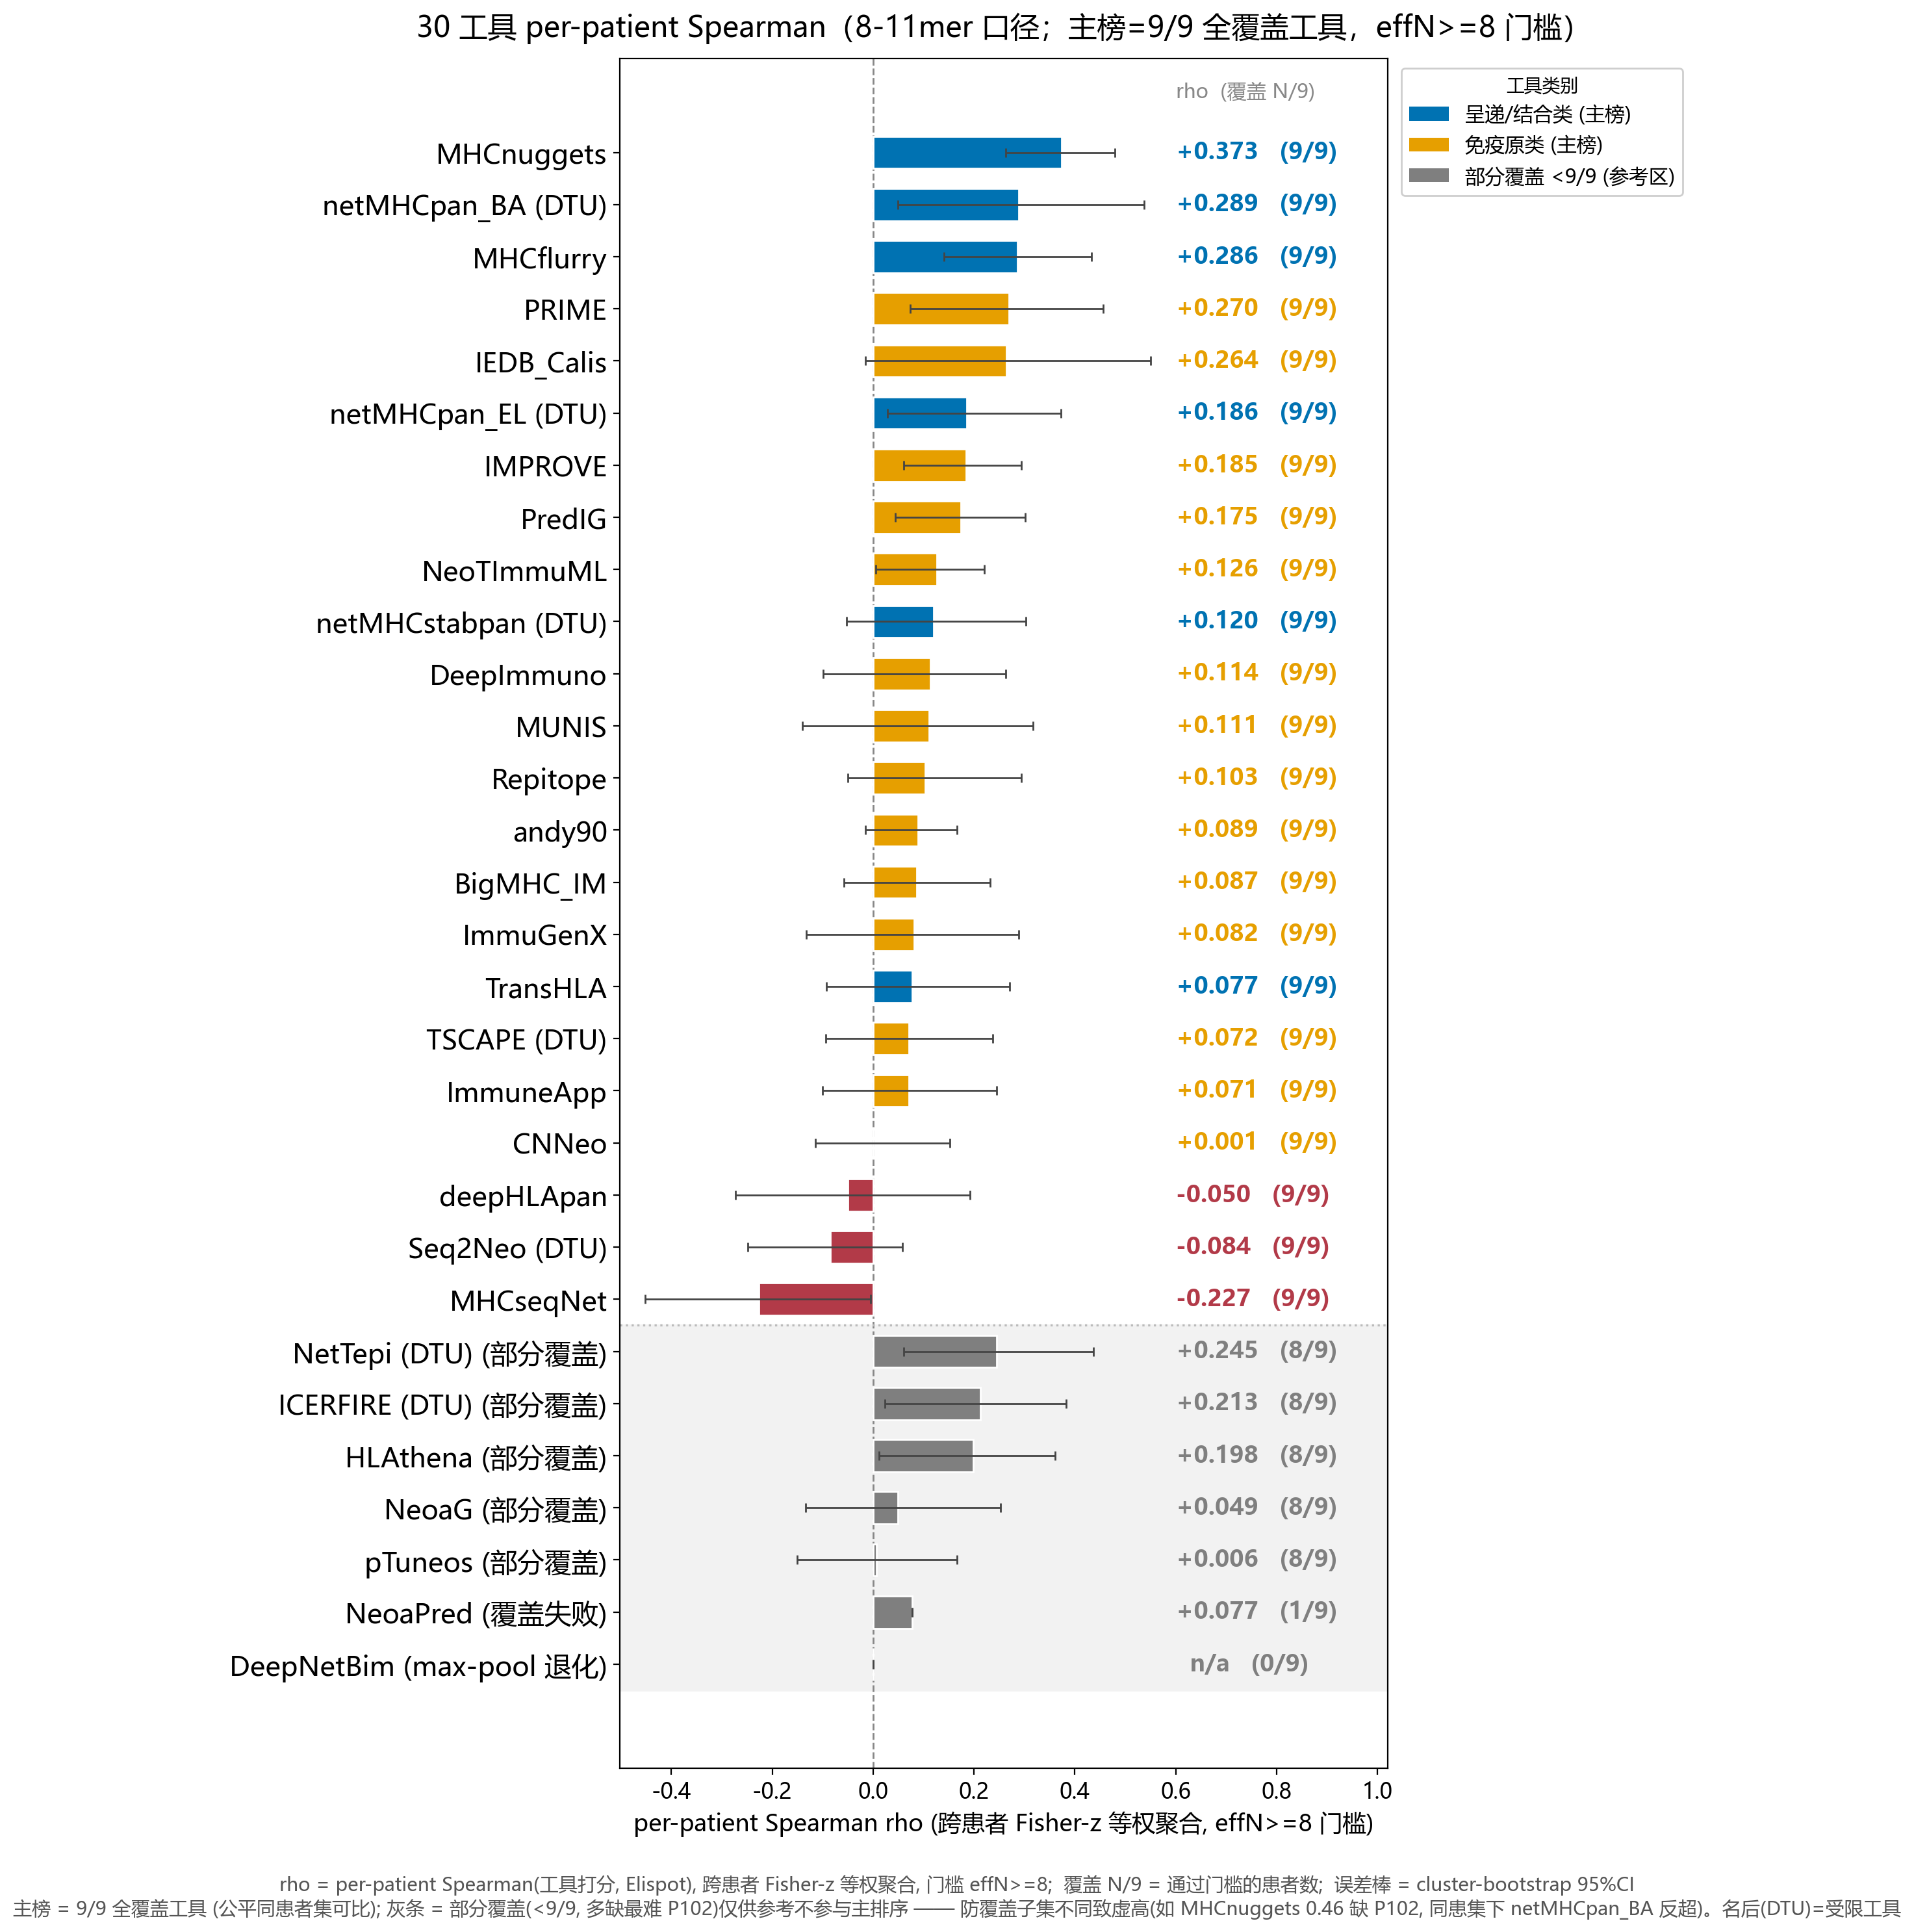 30 工具 per-patient Spearman（8-11mer 口径；主榜=9/9 全覆盖工具，effN>=8 门槛）
rho (覆盖 N/9)
工具类别
呈递/结合类 (主榜)
免疫原类 (主榜)
部分覆盖 <9/9 (参考区)
MHCnuggets +0.373 (9/9)
netMHCpan_BA (DTU) +0.289 (9/9)
MHCflurry +0.286 (9/9)
PRIME +0.270 (9/9)
IEDB_Calis +0.264 (9/9)
netMHCpan_EL (DTU) +0.186 (9/9)
IMPROVE +0.185 (9/9)
PredIG +0.175 (9/9)
NeoTImmuML +0.126 (9/9)
netMHCstabpan (DTU) +0.120 (9/9)
DeepImmuno +0.114 (9/9)
MUNIS +0.111 (9/9)
Repitope +0.103 (9/9)
andy90 +0.089 (9/9)
BigMHC_IM +0.087 (9/9)
ImmuGenX +0.082 (9/9)
TransHLA +0.077 (9/9)
TSCAPE (DTU) +0.072 (9/9)
ImmuneApp +0.071 (9/9)
CNNeo +0.001 (9/9)
deepHLApan -0.050 (9/9)
Seq2Neo (DTU) -0.084 (9/9)
MHCseqNet -0.227 (9/9)
NetTepi (DTU) (部分覆盖) +0.245 (8/9)
ICERFIRE (DTU) (部分覆盖) +0.213 (8/9)
HLAthena (部分覆盖) +0.198 (8/9)
NeoaG (部分覆盖) +0.049 (8/9)
pTuneos (部分覆盖) +0.006 (8/9)
NeoaPred (覆盖失败) +0.077 (1/9)
DeepNetBim (max-pool 退化) n/a (0/9)
-0.4 -0.2 0.0 0.2 0.4 0.6 0.8 1.0
per-patient Spearman rho (跨患者 Fisher-z 等权聚合, effN>=8 门槛)
rho = per-patient Spearman(工具打分, Elispot), 跨患者 Fisher-z 等权聚合, 门槛 effN>=8; 覆盖 N/9 = 通过门槛的患者数; 误差棒 = cluster-bootstrap 95%CI
主榜 = 9/9 全覆盖工具 (公平同患者集可比); 灰条 = 部分覆盖(<9/9, 多缺最难 P102)仅供参考不参与主排序 —— 防覆盖子集不同致虚高(如 MHCnuggets 0.46 缺 P102, 同患集下 netMHCpan_BA 反超)。名后(DTU)=受限工具